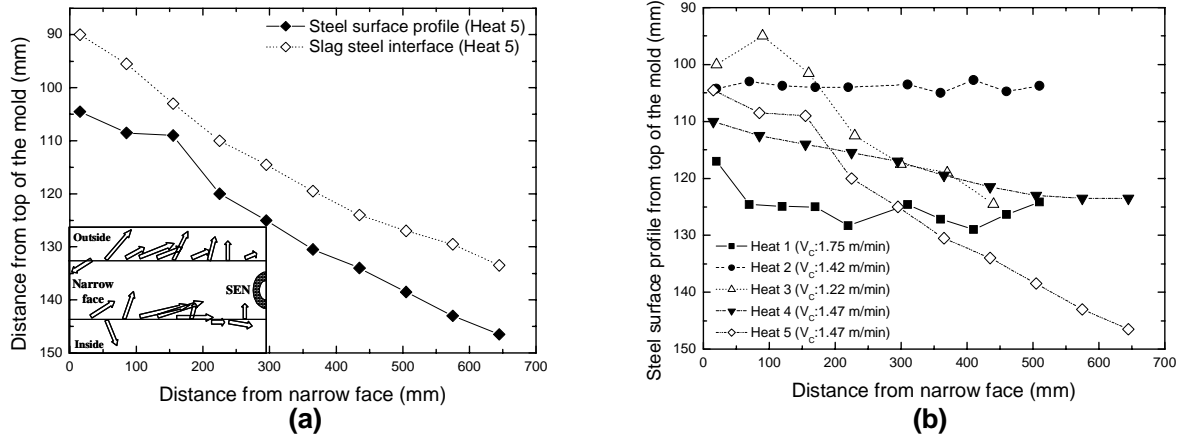 Distance from top of the mold (mm)
90
100
110
120
130
140
150
Steel surface profile (Heat 5)
Slag steel interface (Heat 5)
Outside
Narrow
face
SEN
Inside
0 100 200 300 400 500 600 700
Distance from narrow face (mm)
(a)
Steel surface profile from top of the mold (mm)
90
100
110
120
130
140
150
Heat 1 (VC:1.75 m/min)
Heat 2 (VC:1.42 m/min)
Heat 3 (VC:1.22 m/min)
Heat 4 (VC:1.47 m/min)
Heat 5 (VC:1.47 m/min)
0 100 200 300 400 500 600 700
Distance from narrow face (mm)
(b)